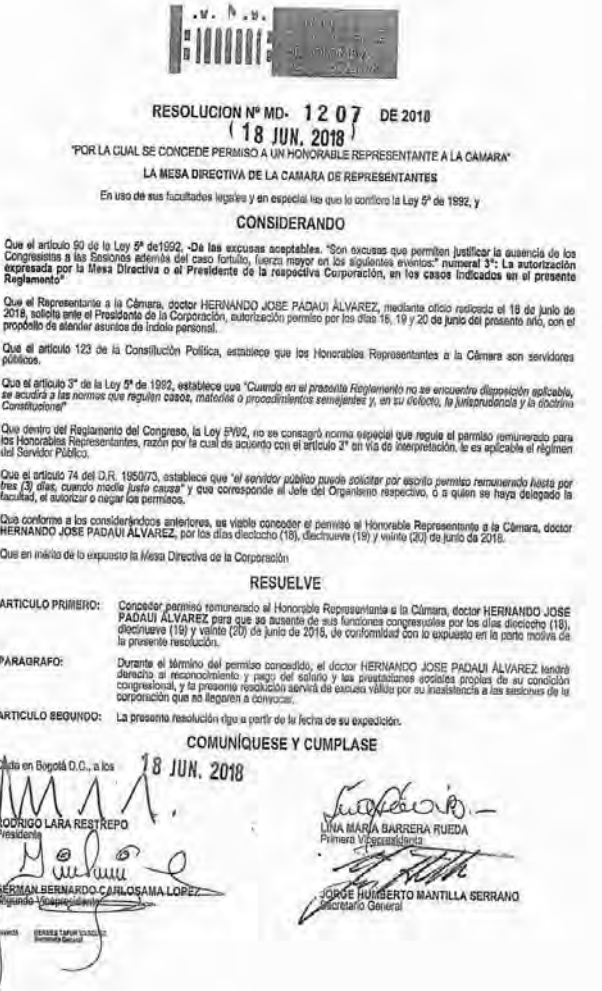 RESOLUCION Nº MD- 1207 DE 2018
( 18 JUN. 2018 )
"POR LA CUAL SE CONCEDE PERMISO A UN HONORABLE REPRESENTANTE A LA CAMARA"
LA MESA DIRECTIVA DE LA CAMARA DE REPRESENTANTES
En uso de sus facultades legales y en especial las que le confiere la Ley 5ª de 1992, y
CONSIDERANDO
Que el articulo 90 de la Ley 5ª de1992, -De las excusas aceptables. "Son excusas que permiten justificar la ausencia de los
Congresistas a las Sesiones además del caso fortuito, fuerza mayor en los siguientes eventos:" numeral 3º: La autorización
expresada por la Mesa Directiva o el Presidente de la respectiva Corporación, en los casos indicados en el presente
Reglamento"
Que el Representante a la Cámara, doctor HERNANDO JOSE PADAUI ÁLVAREZ, mediante oficio radicado el 18 de junio de
2018, solicita ante el Presidente de la Corporación, autorización permiso por los días 18, 19 y 20 de junio del presente año, con el
propósito de atender asuntos de índole personal.
Que el artículo 123 de la Constitución Política, establece que los Honorables Representantes a la Cámara son servidores
públicos.
Que el artículo 3º de la Ley 5ª de 1992, establece que "Cuando en el presente Reglamento no se encuentre disposición aplicable,
se acudirá a las normas que regulen casos, materias o procedimientos semejantes y, en su defecto, la jurisprudencia y la doctrina
Constitucional"
Que dentro del Reglamento del Congreso, la Ley 5ª/92, no se consagró norma especial que regule el permiso remunerado para
los Honorables Representantes, razón por la cual de acuerdo con el artículo 3º en vía de interpretación, le es aplicable el régimen
del Servidor Público.
Que el artículo 74 del D.R. 1950/73, establece que "el servidor público puede solicitar por escrito permiso remunerado hasta por
tres (3) días, cuando medie justa causa" y que corresponde al Jefe del Organismo respectivo, o a quien se haya delegado la
facultad, el autorizar o negar los permisos.
Que conforme a los considerándoos anteriores, es viable conceder el permiso al Honorable Representante a la Cámara, doctor
HERNANDO JOSE PADAUI ÁLVAREZ, por los días dieciocho (18), diecinueve (19) y veinte (20) de junio de 2018.
Que en mérito de lo expuesto la Mesa Directiva de la Corporación
RESUELVE
ARTICULO PRIMERO: Conceder permiso remunerado al Honorable Representante a la Cámara, doctor HERNANDO JOSE
PADAUI ÁLVAREZ para que se ausente de sus funciones congresuales por los días dieciocho (18),
diecinueve (19) y veinte (20) de junio de 2018, de conformidad con lo expuesto en la parte motiva de
la presente resolución.
PARAGRAFO: Durante el término del permiso concedido, el doctor HERNANDO JOSE PADAUI ÁLVAREZ tendrá
derecho al reconocimiento y pago del salario y las prestaciones sociales propias de su condición
congresional, y la presente resolución servirá de excusa válida por su inasistencia a las sesiones de la
corporación que se llegaren a convocar.
ARTICULO SEGUNDO: La presente resolución rige a partir de la fecha de su expedición.
COMUNÍQUESE Y CUMPLASE
en Bogotá D.C., a los 18 JUN. 2018
RODRIGO LARA RESTREPO
Presidente
LINA MARÍA BARRERA RUEDA
Primera Vicepresidenta
GERMAN BERNARDO CARLOSAMA LOPEZ
Segundo Vicepresidente
JORGE HUMBERTO MANTILLA SERRANO
Secretario General
Secretaria General